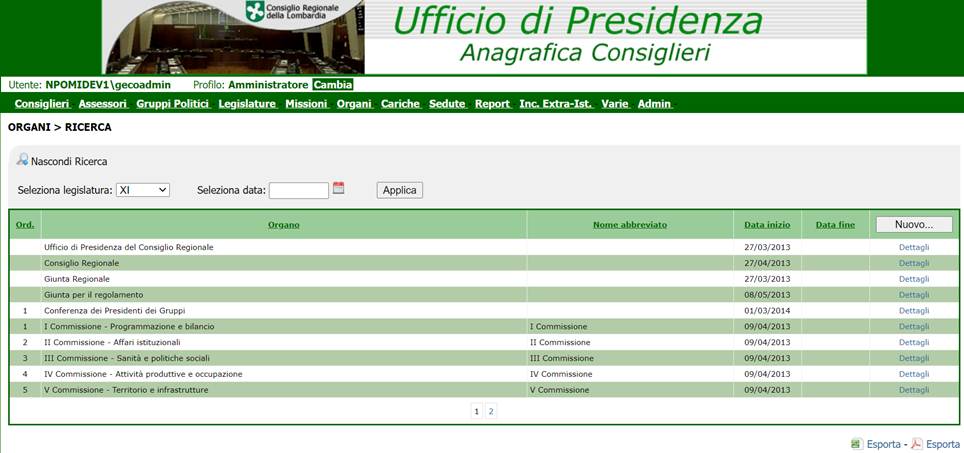 Consiglio Regionale
della Lombardia
Ufficio di Presidenza
Anagrafica Consiglieri
Utente: NPOMIDEV1\gecoadmin Profilo: Amministratore Cambia
Consiglieri Assessori Gruppi Politici Legislature Missioni Organi Cariche Sedute Report Inc. Extra-Ist. Varie Admin
ORGANI > RICERCA
Nascondi Ricerca
Seleziona legislatura: XI Seleziona data: Applica
Ord. Organo Nome abbreviato Data inizio Data fine Nuovo...
Ufficio di Presidenza del Consiglio Regionale 27/03/2013 Dettagli
Consiglio Regionale 27/04/2013 Dettagli
Giunta Regionale 27/03/2013 Dettagli
Giunta per il regolamento 08/05/2013 Dettagli
1 Conferenza dei Presidenti dei Gruppi 01/03/2014 Dettagli
1 I Commissione - Programmazione e bilancio I Commissione 09/04/2013 Dettagli
2 II Commissione - Affari istituzionali II Commissione 09/04/2013 Dettagli
3 III Commissione - Sanità e politiche sociali III Commissione 09/04/2013 Dettagli
4 IV Commissione - Attività produttive e occupazione IV Commissione 09/04/2013 Dettagli
5 V Commissione - Territorio e infrastrutture V Commissione 09/04/2013 Dettagli
1 2
Esporta - Esporta